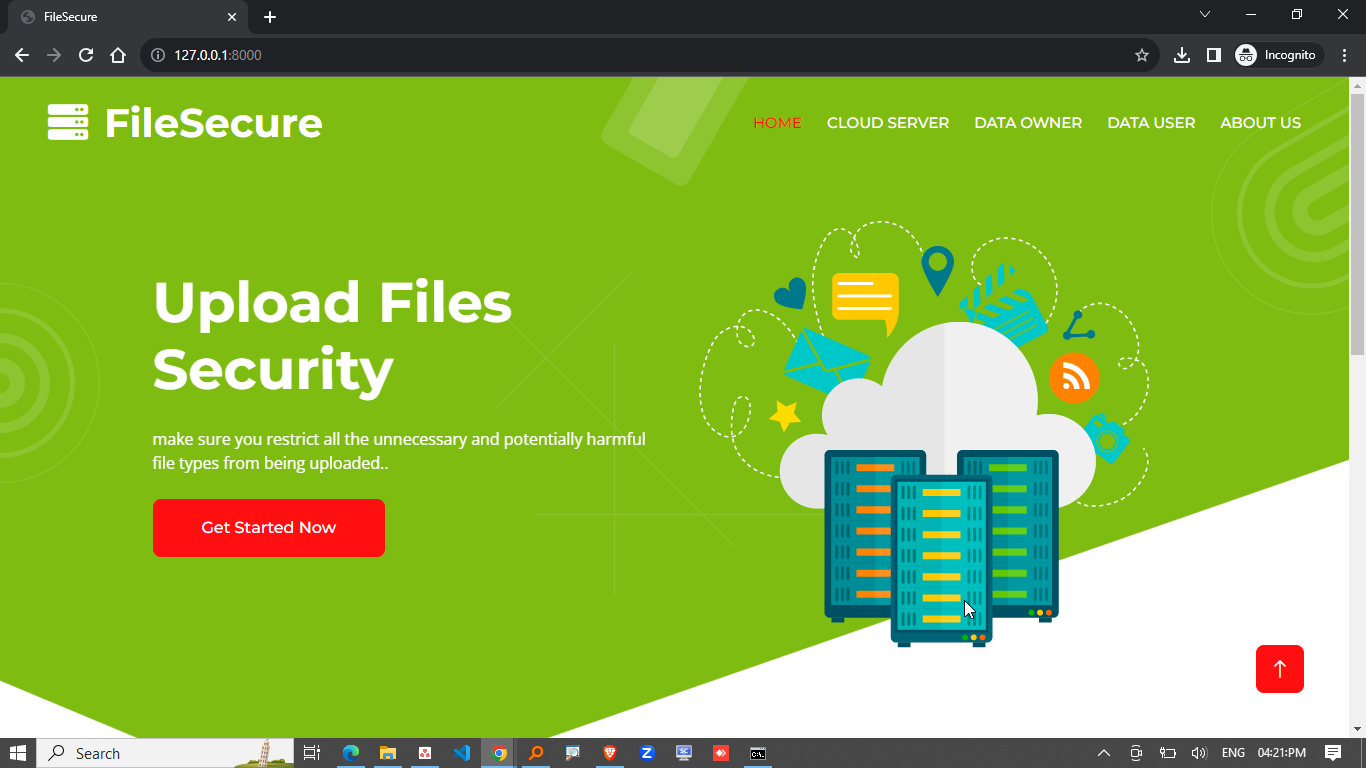 FileSecure
127.0.0.1:8000
Incognito
FileSecure
HOME CLOUD SERVER DATA OWNER DATA USER ABOUT US
Upload Files
Security
make sure you restrict all the unnecessary and potentially harmful
file types from being uploaded..
Get Started Now
Search
ENG 04:21:PM